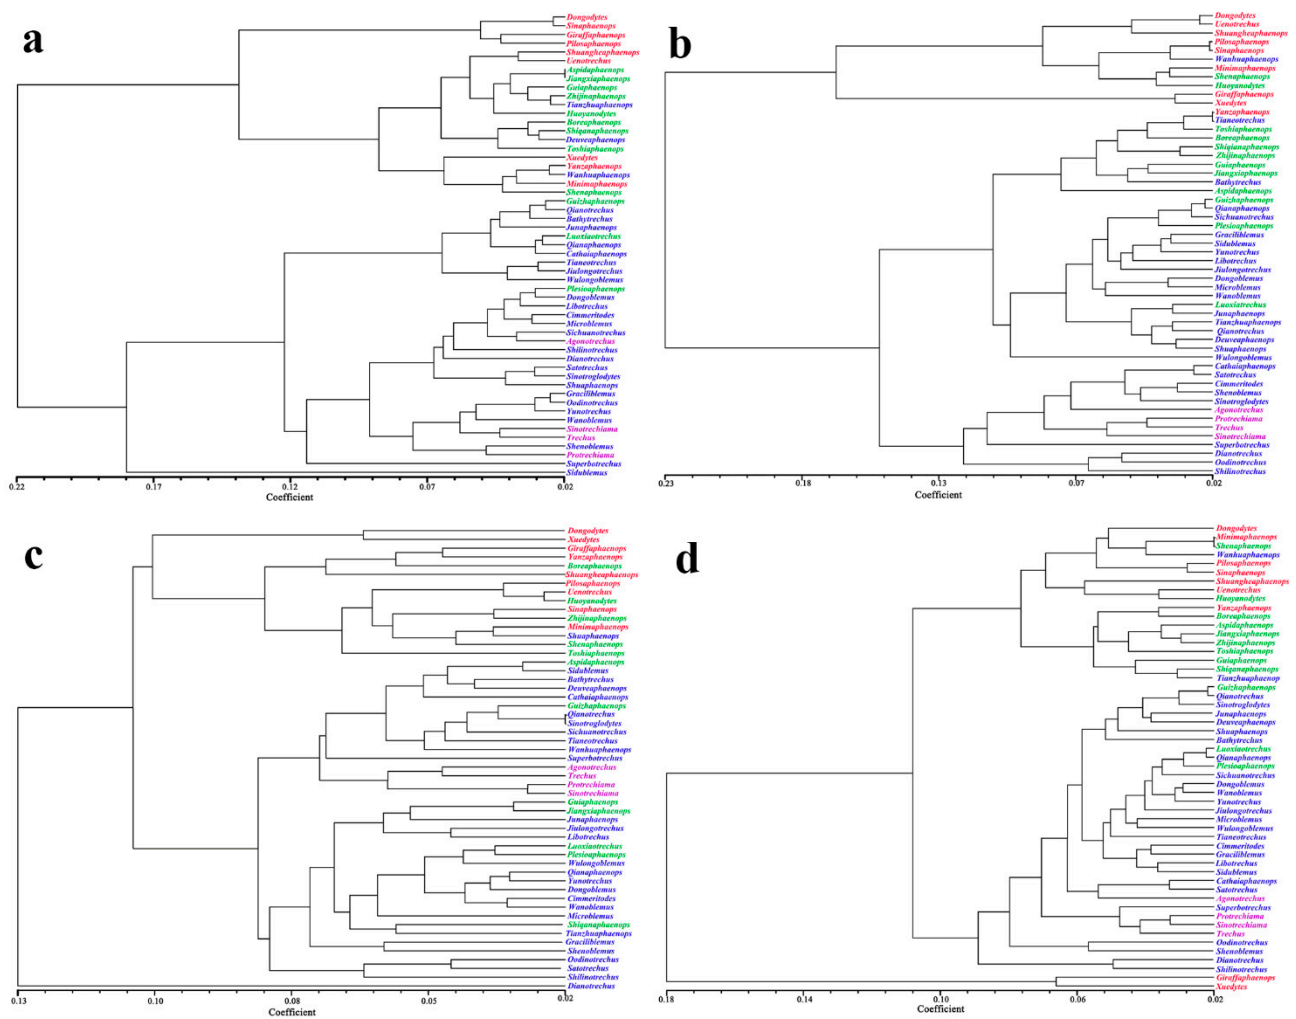 a
Dongodytes
Sinaphaenops
Giraffaphaenops
Pilosaphaenops
Shuangheaphaenops
Uenotrechus
Aspidaphaenops
Jiangxiaphaenops
Guiaphaenops
Zhijinaphaenops
Tianzhuaphaenops
Huoyanodytes
Boreaphaenops
Shiqanaphaenops
Deuveaphaenops
Toshiaphaenops
Xuedytes
Yanzaphaenops
Wanhuaphaenops
Minimaphaenops
Shenaphaenops
Guizhaphaenops
Qianotrechus
Bathytrechus
Junaphaenops
Luoxiaotrechus
Qianaphaenops
Cathaiaphaenops
Tianeotrechus
Jiulongotrechus
Wulongoblemus
Plesioaphaenops
Dongoblemus
Libotrechus
Cimmeritodes
Microblemus
Sichuanotrechus
Agonotrechus
Shilinotrechus
Dianotrechus
Satotrechus
Sinotroglodytes
Shuaphaenops
Graciliblemus
Oodinotrechus
Yunotrechus
Wanoblemus
Sinotrechiama
Trechus
Shenoblemus
Protrechiama
Superbotrechus
Sidublemus
0.22 0.17 0.12 0.07 0.02
Coefficient
b
Dongodytes
Uenotrechus
Shuangheaphaenops
Pilosaphaenops
Sinaphaenops
Wanhuaphaenops
Minimaphaenops
Shenaphaenops
Huoyanodytes
Giraffaphaenops
Xuedytes
Yanzaphaenops
Tianeotrechus
Toshiaphaenops
Boreaphaenops
Shiqianaphaenops
Zhijinaphaenops
Guiaphaenops
Jiangxiaphaenops
Bathytrechus
Aspidaphaenops
Guizhaphaenops
Qianaphaenops
Sichuanotrechus
Plesioaphaenops
Graciliblemus
Sidublemus
Yunotrechus
Libotrechus
Jiulongotrechus
Dongoblemus
Microblemus
Wanoblemus
Luoxiatrechus
Junaphaenops
Tianzhuaphaenops
Qianotrechus
Deuveaphaenops
Shuaphaenops
Wulongoblemus
Cathaiaphaenops
Satotrechus
Cimmeritodes
Shenoblemus
Sinotroglodytes
Agonotrechus
Protrechiama
Trechus
Sinotrechiama
Superbotrechus
Dianotrechus
Oodinotrechus
Shilinotrechus
0.23 0.18 0.13 0.07 0.02
Coefficient
c
Dongodytes
Xuedytes
Giraffaphaenops
Yanzaphaenops
Boreaphaenops
Shuangheaphaenops
Pilosaphaenops
Uenotrechus
Huoyanodytes
Sinaphaenops
Zhijinaphaenops
Minimaphaenops
Shuaphaenops
Shenaphaenops
Toshiaphaenops
Aspidaphaenops
Sidublemus
Bathytrechus
Deuveaphaenops
Cathaiaphaenops
Guizhaphaenops
Qianotrechus
Sinotroglodytes
Sichuanotrechus
Tianeotrechus
Wanhuaphaenops
Superbotrechus
Agonotrechus
Trechus
Protrechiama
Sinotrechiama
Guiaphaenops
Jiangxiaphaenops
Junaphaenops
Jiulongotrechus
Libotrechus
Luoxiaotrechus
Plesioaphaenops
Wulongoblemus
Qianaphaenops
Yunotrechus
Dongoblemus
Cimmeritodes
Wanoblemus
Microblemus
Shiqanaphaenops
Tianzhuaphaenops
Graciliblemus
Shenoblemus
Oodinotrechus
Satotrechus
Shilinotrechus
Dianotrechus
0.13 0.10 0.08 0.05 0.02
Coefficient
d
Dongodytes
Minimaphaenops
Shenaphaenops
Wanhuaphaenops
Pilosaphaenops
Sinaphaenops
Shuangheaphaenops
Uenotrechus
Huoyanodytes
Yanzaphaenops
Boreaphaenops
Aspidaphaenops
Jiangxiaphaenops
Zhijinaphaenops
Toshiaphaenops
Guiaphaenops
Shiqanaphaenops
Tianzhuaphaenop
Guizhaphaenops
Qianotrechus
Sinotroglodytes
Junaphaenops
Deuveaphaenops
Shuaphaenops
Bathytrechus
Luoxiaotrechus
Qianaphaenops
Plesioaphaenops
Sichuanotrechus
Dongoblemus
Wanoblemus
Yunotrechus
Jiulongotrechus
Microblemus
Wulongoblemus
Tianeotrechus
Cimmeritodes
Graciliblemus
Libotrechus
Sidublemus
Cathaiaphaenops
Satotrechus
Agonotrechus
Superbotrechus
Protrechiama
Sinotrechiama
Trechus
Oodinotrechus
Shenoblemus
Dianotrechus
Shilinotrechus
Giraffaphaenops
Xuedytes
0.18 0.14 0.10 0.06 0.02
Coefficient